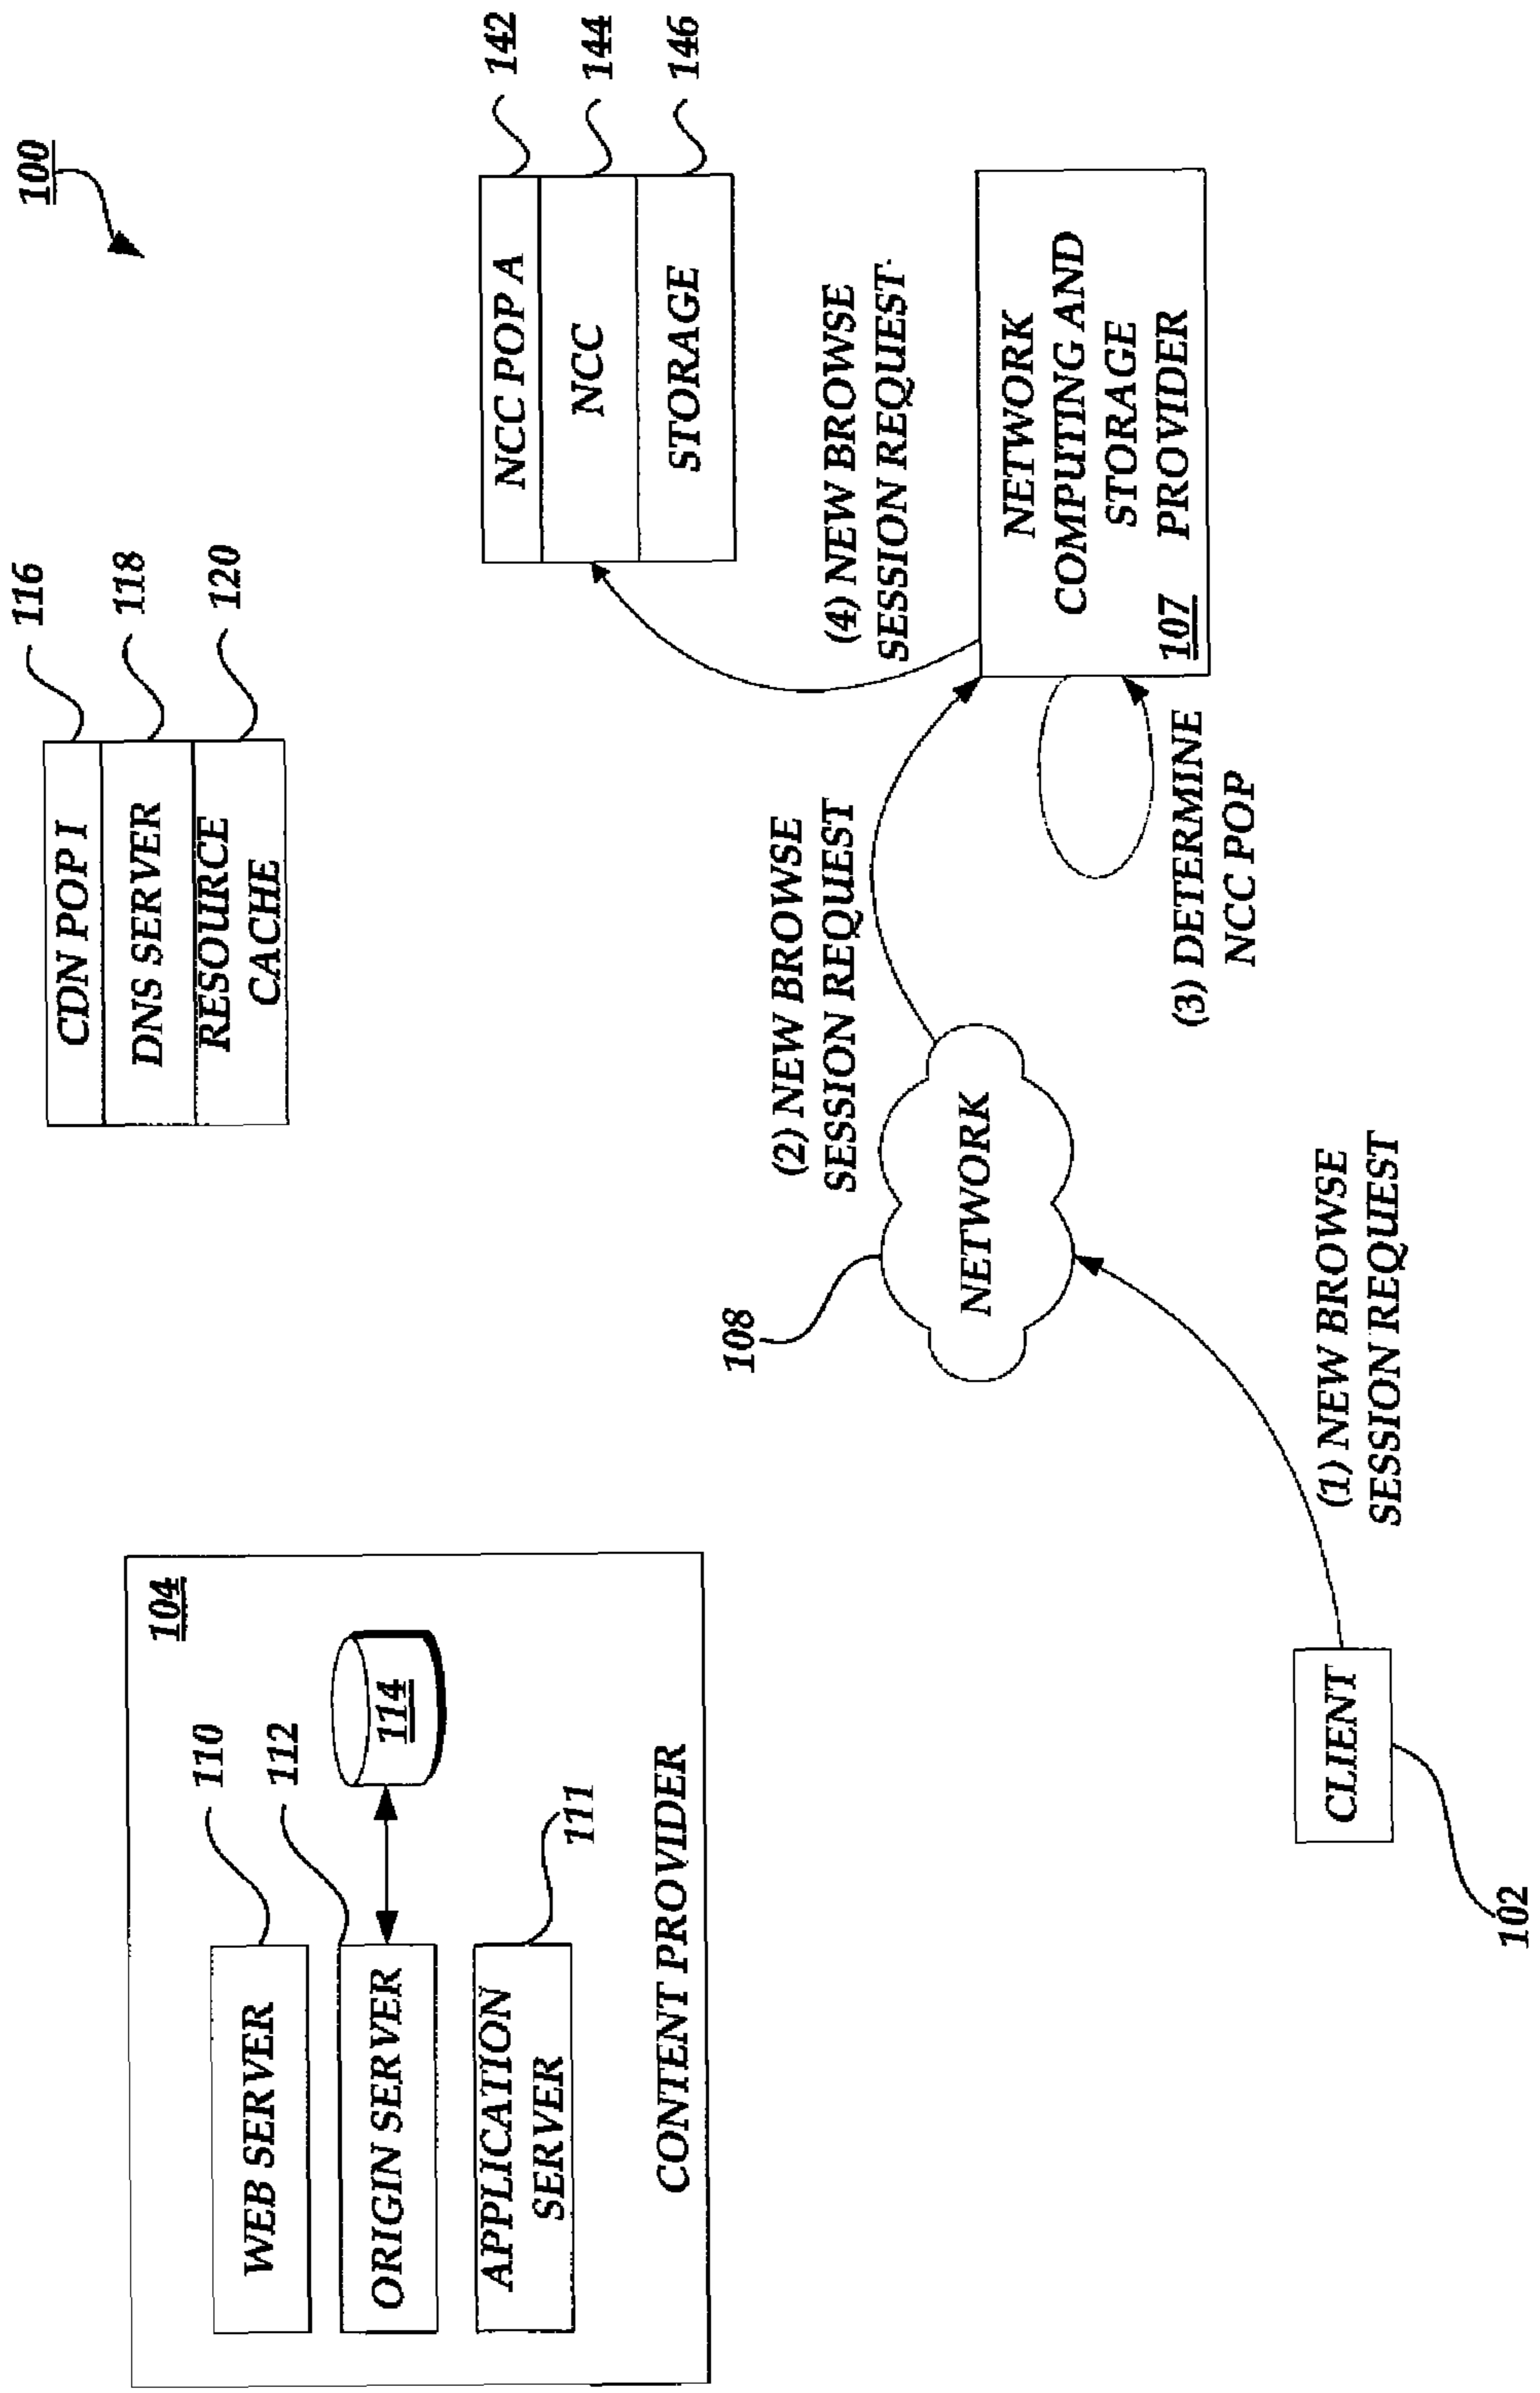 100
116
118
120
CDN POP I
DNS SERVER
RESOURCE
CACHE
142
144
146
NCC POP A
NCC
STORAGE
104
110
112
114
111
WEB SERVER
ORIGIN SERVER
APPLICATION
SERVER
CONTENT PROVIDER
108
NETWORK
(2) NEW BROWSE
SESSION REQUEST
(4) NEW BROWSE
SESSION REQUEST
NETWORK
COMPUTING AND
STORAGE
107 PROVIDER
(3) DETERMINE
NCC POP
(1) NEW BROWSE
SESSION REQUEST
CLIENT
102